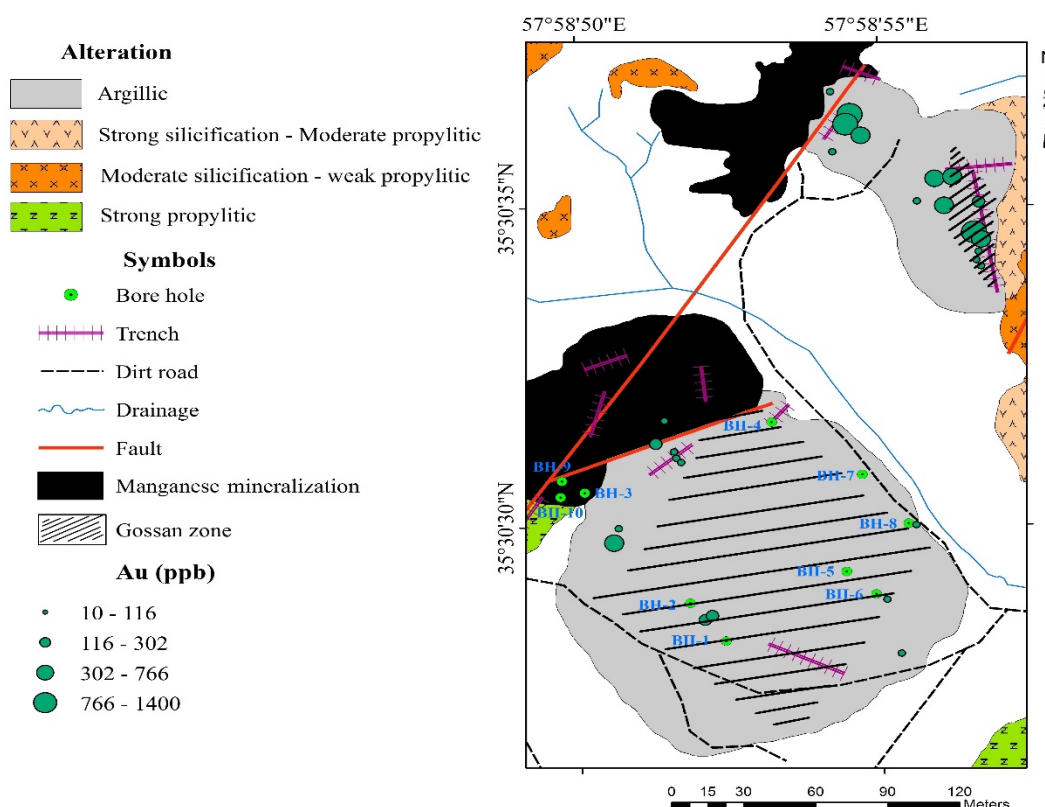 57°58'50"E
57°58'55"E
Alteration
Argillic
Strong silicification - Moderate propylitic
Moderate silicification - weak propylitic
Strong propylitic
Symbols
Bore hole
Trench
Dirt road
Drainage
Fault
Manganese mineralization
Gossan zone
Au (ppb)
10 - 116
116 - 302
302 - 766
766 - 1400
35°30'35"N
35°30'30"N
BH-4
BH-9
BH-3
BH-10
BH-7
BH-8
BH-5
BH-6
BH-2
BH-1
0 15 30 60 90 120
Meters